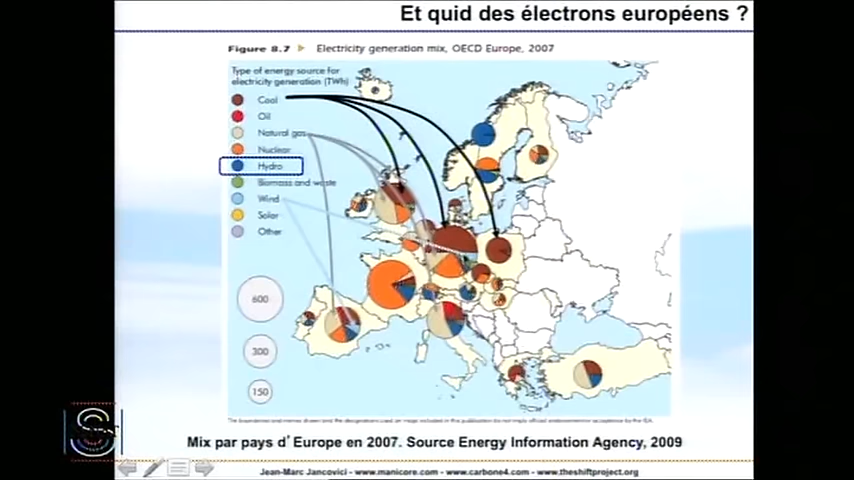 Et quid des électrons européens ?
Figure 8.7 ► Electricity generation mix, OECD Europe, 2007
Type of energy source for
electricity generation (TWh)
Coal
Oil
Natural gas
Nuclear
Hydro
Biomass and waste
Wind
Solar
Other
600
300
150
Mix par pays d'Europe en 2007. Source Energy Information Agency, 2009
Jean-Marc Jancovici - www.manicore.com - www.carbone4.com - www.theshiftproject.org